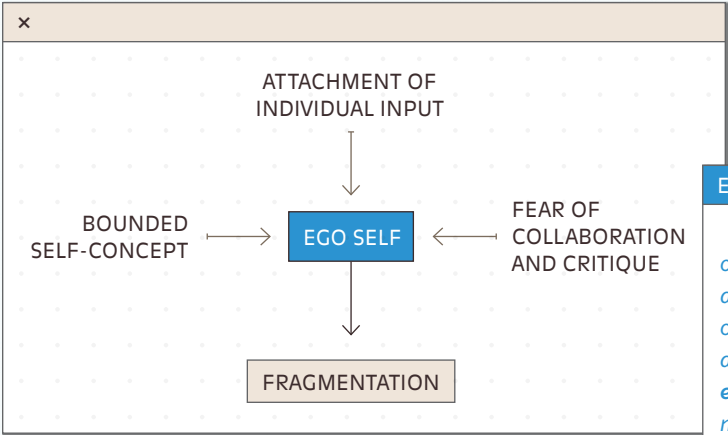 ×
ATTACHMENT OF
INDIVIDUAL INPUT
BOUNDED
SELF-CONCEPT
EGO SELF
FEAR OF
COLLABORATION
AND CRITIQUE
FRAGMENTATION